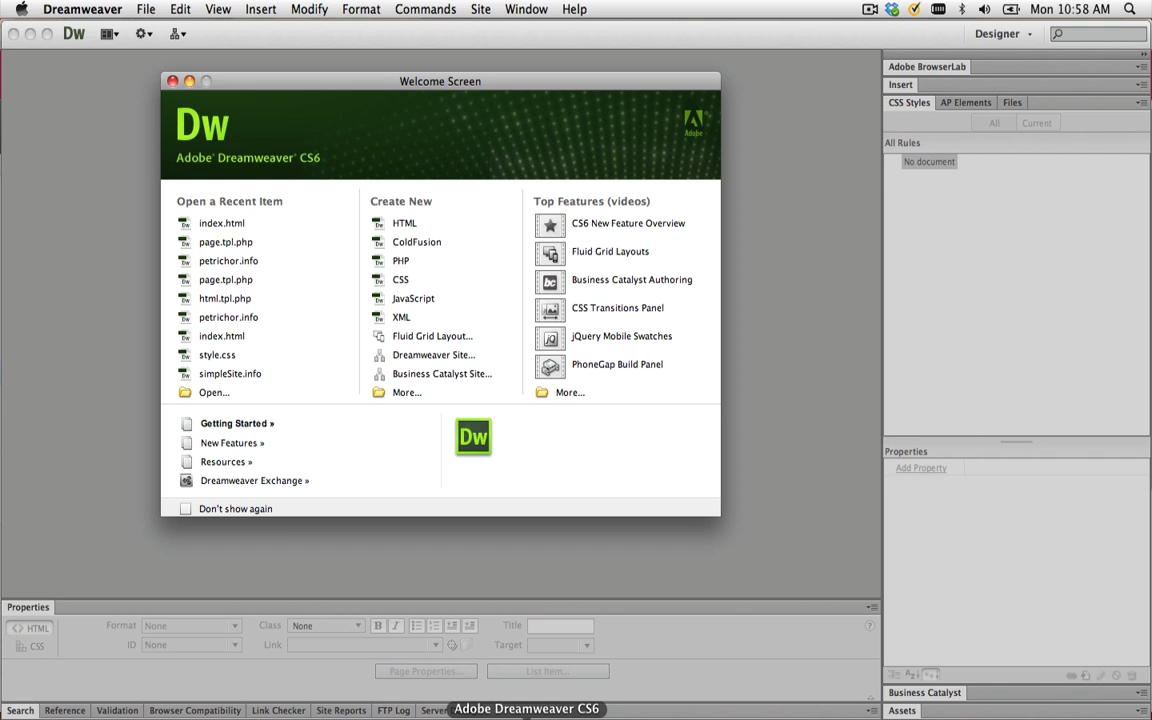 Dreamweaver File Edit View Insert Modify Format Commands Site Window Help Mon 10:58 AM
Dw Designer
Adobe BrowserLab
Insert
CSS Styles AP Elements Files
All Current
All Rules
No document
Properties
Add Property
Business Catalyst
Assets
Welcome Screen
Dw
Adobe® Dreamweaver® CS6
Adobe
Open a Recent Item
index.html
page.tpl.php
petrichor.info
page.tpl.php
html.tpl.php
petrichor.info
index.html
style.css
simpleSite.info
Open...
Create New
HTML
ColdFusion
PHP
CSS
JavaScript
XML
Fluid Grid Layout...
Dreamweaver Site...
Business Catalyst Site...
More...
Top Features (videos)
CS6 New Feature Overview
Fluid Grid Layouts
bc Business Catalyst Authoring
CSS Transitions Panel
jQ jQuery Mobile Swatches
PhoneGap Build Panel
More...
Getting Started »
New Features »
Resources »
Dreamweaver Exchange »
Dw
Don't show again
Properties
<> HTML Format None Class None B I Title
CSS ID None Link Target
Page Properties... List Item...
Search Reference Validation Browser Compatibility Link Checker Site Reports FTP Log Server
Adobe Dreamweaver CS6